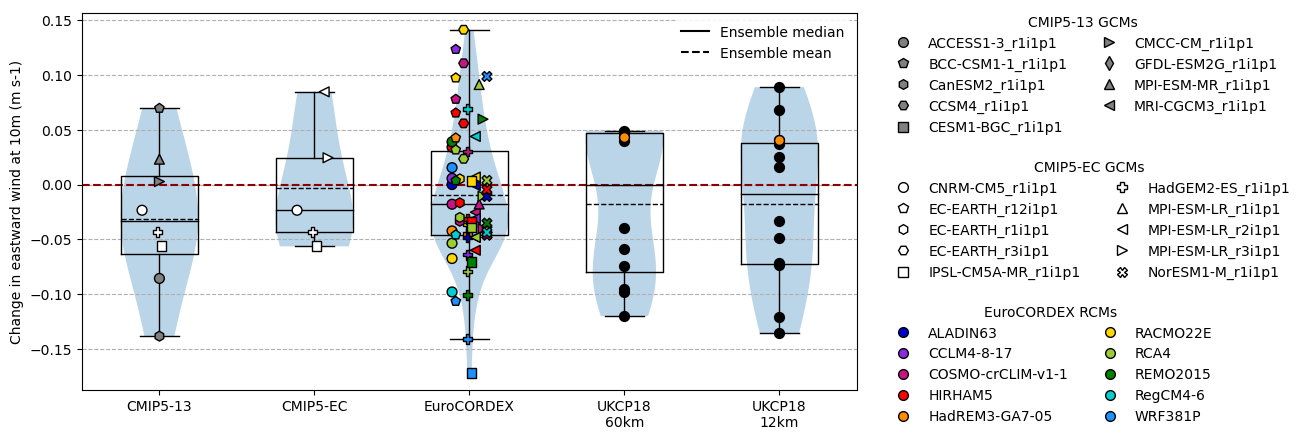 Change in eastward wind at 10m (m s-1)
0.15
0.10
0.05
0.00
−0.05
−0.10
−0.15
Ensemble median
Ensemble mean
CMIP5-13
CMIP5-EC
EuroCORDEX
UKCP18
60km
UKCP18
12km
CMIP5-13 GCMs
ACCESS1-3_r1i1p1
BCC-CSM1-1_r1i1p1
CanESM2_r1i1p1
CCSM4_r1i1p1
CESM1-BGC_r1i1p1
CMCC-CM_r1i1p1
GFDL-ESM2G_r1i1p1
MPI-ESM-MR_r1i1p1
MRI-CGCM3_r1i1p1
CMIP5-EC GCMs
CNRM-CM5_r1i1p1
EC-EARTH_r12i1p1
EC-EARTH_r1i1p1
EC-EARTH_r3i1p1
IPSL-CM5A-MR_r1i1p1
HadGEM2-ES_r1i1p1
MPI-ESM-LR_r1i1p1
MPI-ESM-LR_r2i1p1
MPI-ESM-LR_r3i1p1
NorESM1-M_r1i1p1
EuroCORDEX RCMs
ALADIN63
CCLM4-8-17
COSMO-crCLIM-v1-1
HIRHAM5
HadREM3-GA7-05
RACMO22E
RCA4
REMO2015
RegCM4-6
WRF381P